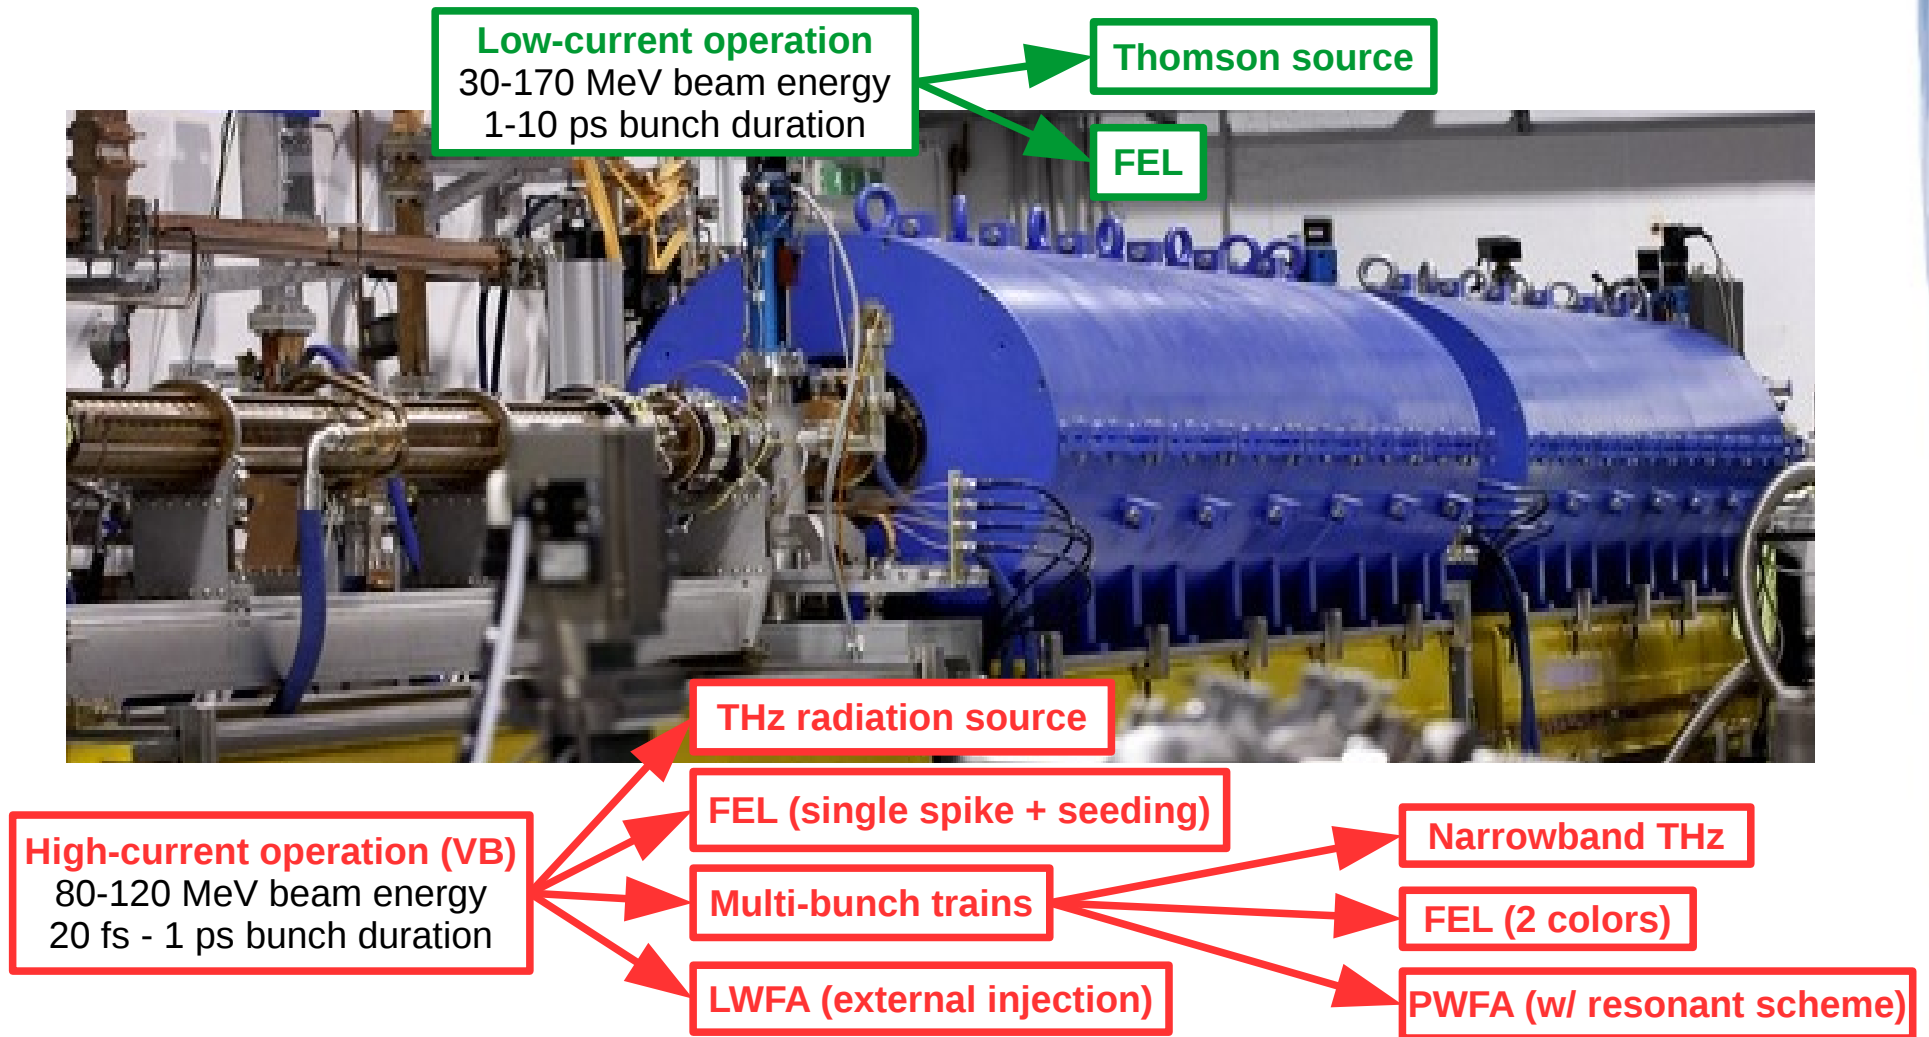 Low-current operation
30-170 MeV beam energy
1-10 ps bunch duration
Thomson source
FEL
THz radiation source
FEL (single spike + seeding)
High-current operation (VB)
80-120 MeV beam energy
20 fs - 1 ps bunch duration
Multi-bunch trains
LWFA (external injection)
Narrowband THz
FEL (2 colors)
PWFA (w/ resonant scheme)